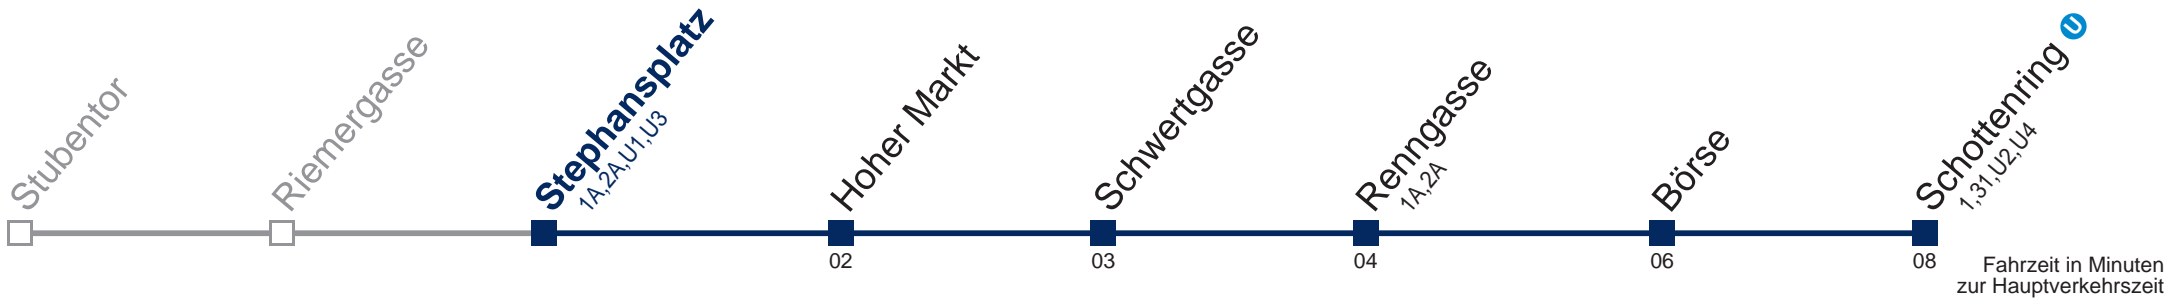 Stubentor
Riemergasse
Stephansplatz
1A,2A,U1,U3
Hoher Markt
Schwertgasse
Renngasse
1A,2A
Börse
Schottenring U
1,31,U2,U4
02
03
04
06
08
Fahrzeit in Minuten
zur Hauptverkehrszeit